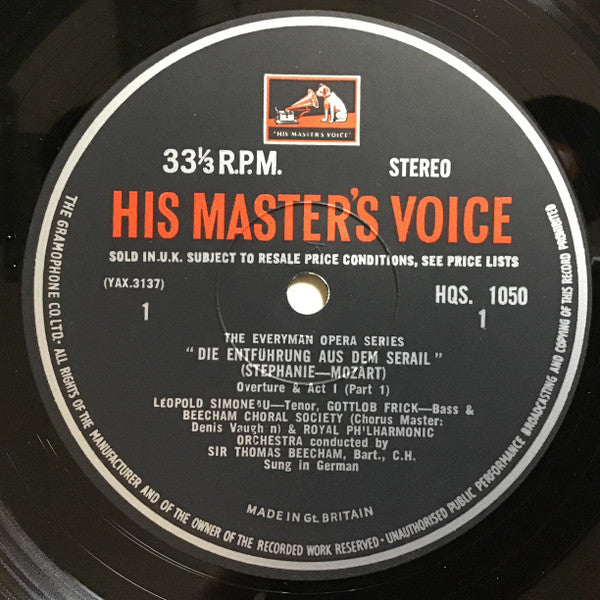 "HIS MASTER'S VOICE"
33⅓ R.P.M. STEREO
HIS MASTER'S VOICE
SOLD IN U.K. SUBJECT TO RESALE PRICE CONDITIONS, SEE PRICE LISTS
(YAX.3137) HQS. 1050
1 1
THE EVERYMAN OPERA SERIES
"DIE ENTFUHRUNG AUS DEM SERAIL"
(STEPHANIE—MOZART)
Overture & Act I (Part 1)
LEOPOLD SIMONEAU—Tenor, GOTTLOB FRICK—Bass &
BEECHAM CHORAL SOCIETY (Chorus Master:
Denis Vaugh n) & ROYAL PH'LHARMONIC
ORCHESTRA conducted by
SIR THOMAS BEECHAM, Bart., C.H.
Sung in German
MADE IN Gt. BRITAIN
THE GRAMOPHONE CO. LTD. · ALL RIGHTS OF THE MANUFACTURER AND OF THE OWNER OF THE RECORDED WORK RESERVED · UNAUTHORISED PUBLIC PERFORMANCE BROADCASTING AND COPYING OF THIS RECORD PROHIBITED